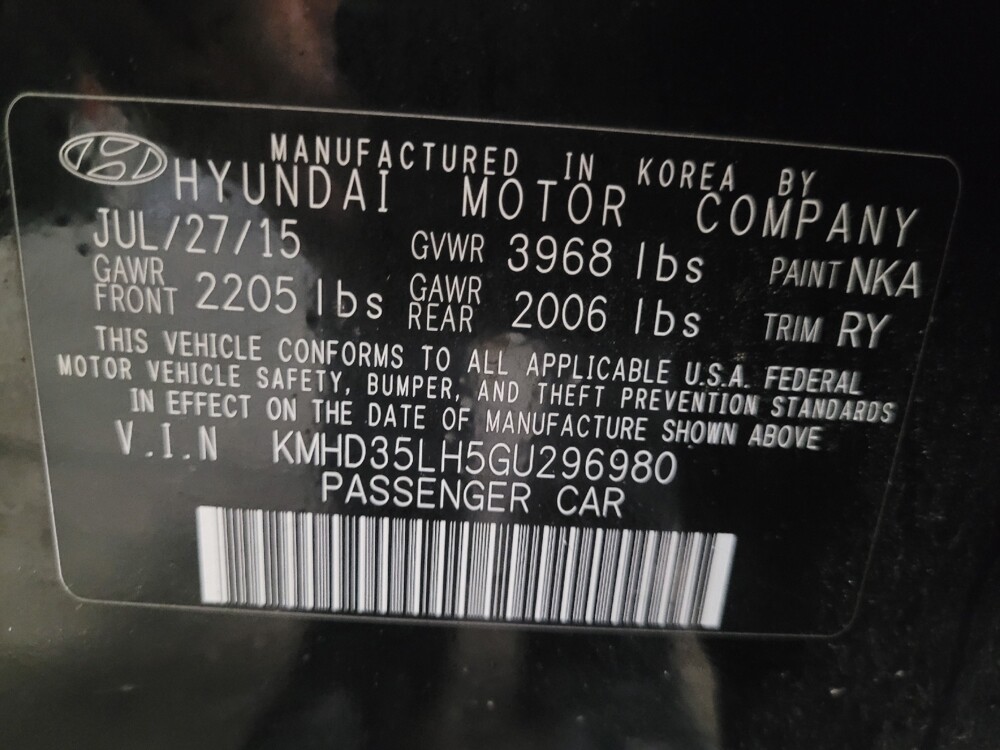 MANUFACTURED IN KOREA BY
HYUNDAI MOTOR COMPANY
JUL/27/15 GVWR 3968 lbs PAINT NKA
GAWR FRONT 2205 lbs GAWR REAR 2006 lbs TRIM RY
THIS VEHICLE CONFORMS TO ALL APPLICABLE U.S.A. FEDERAL
MOTOR VEHICLE SAFETY, BUMPER, AND THEFT PREVENTION STANDARDS
IN EFFECT ON THE DATE OF MANUFACTURE SHOWN ABOVE
V.I.N KMHD35LH5GU296980
PASSENGER CAR